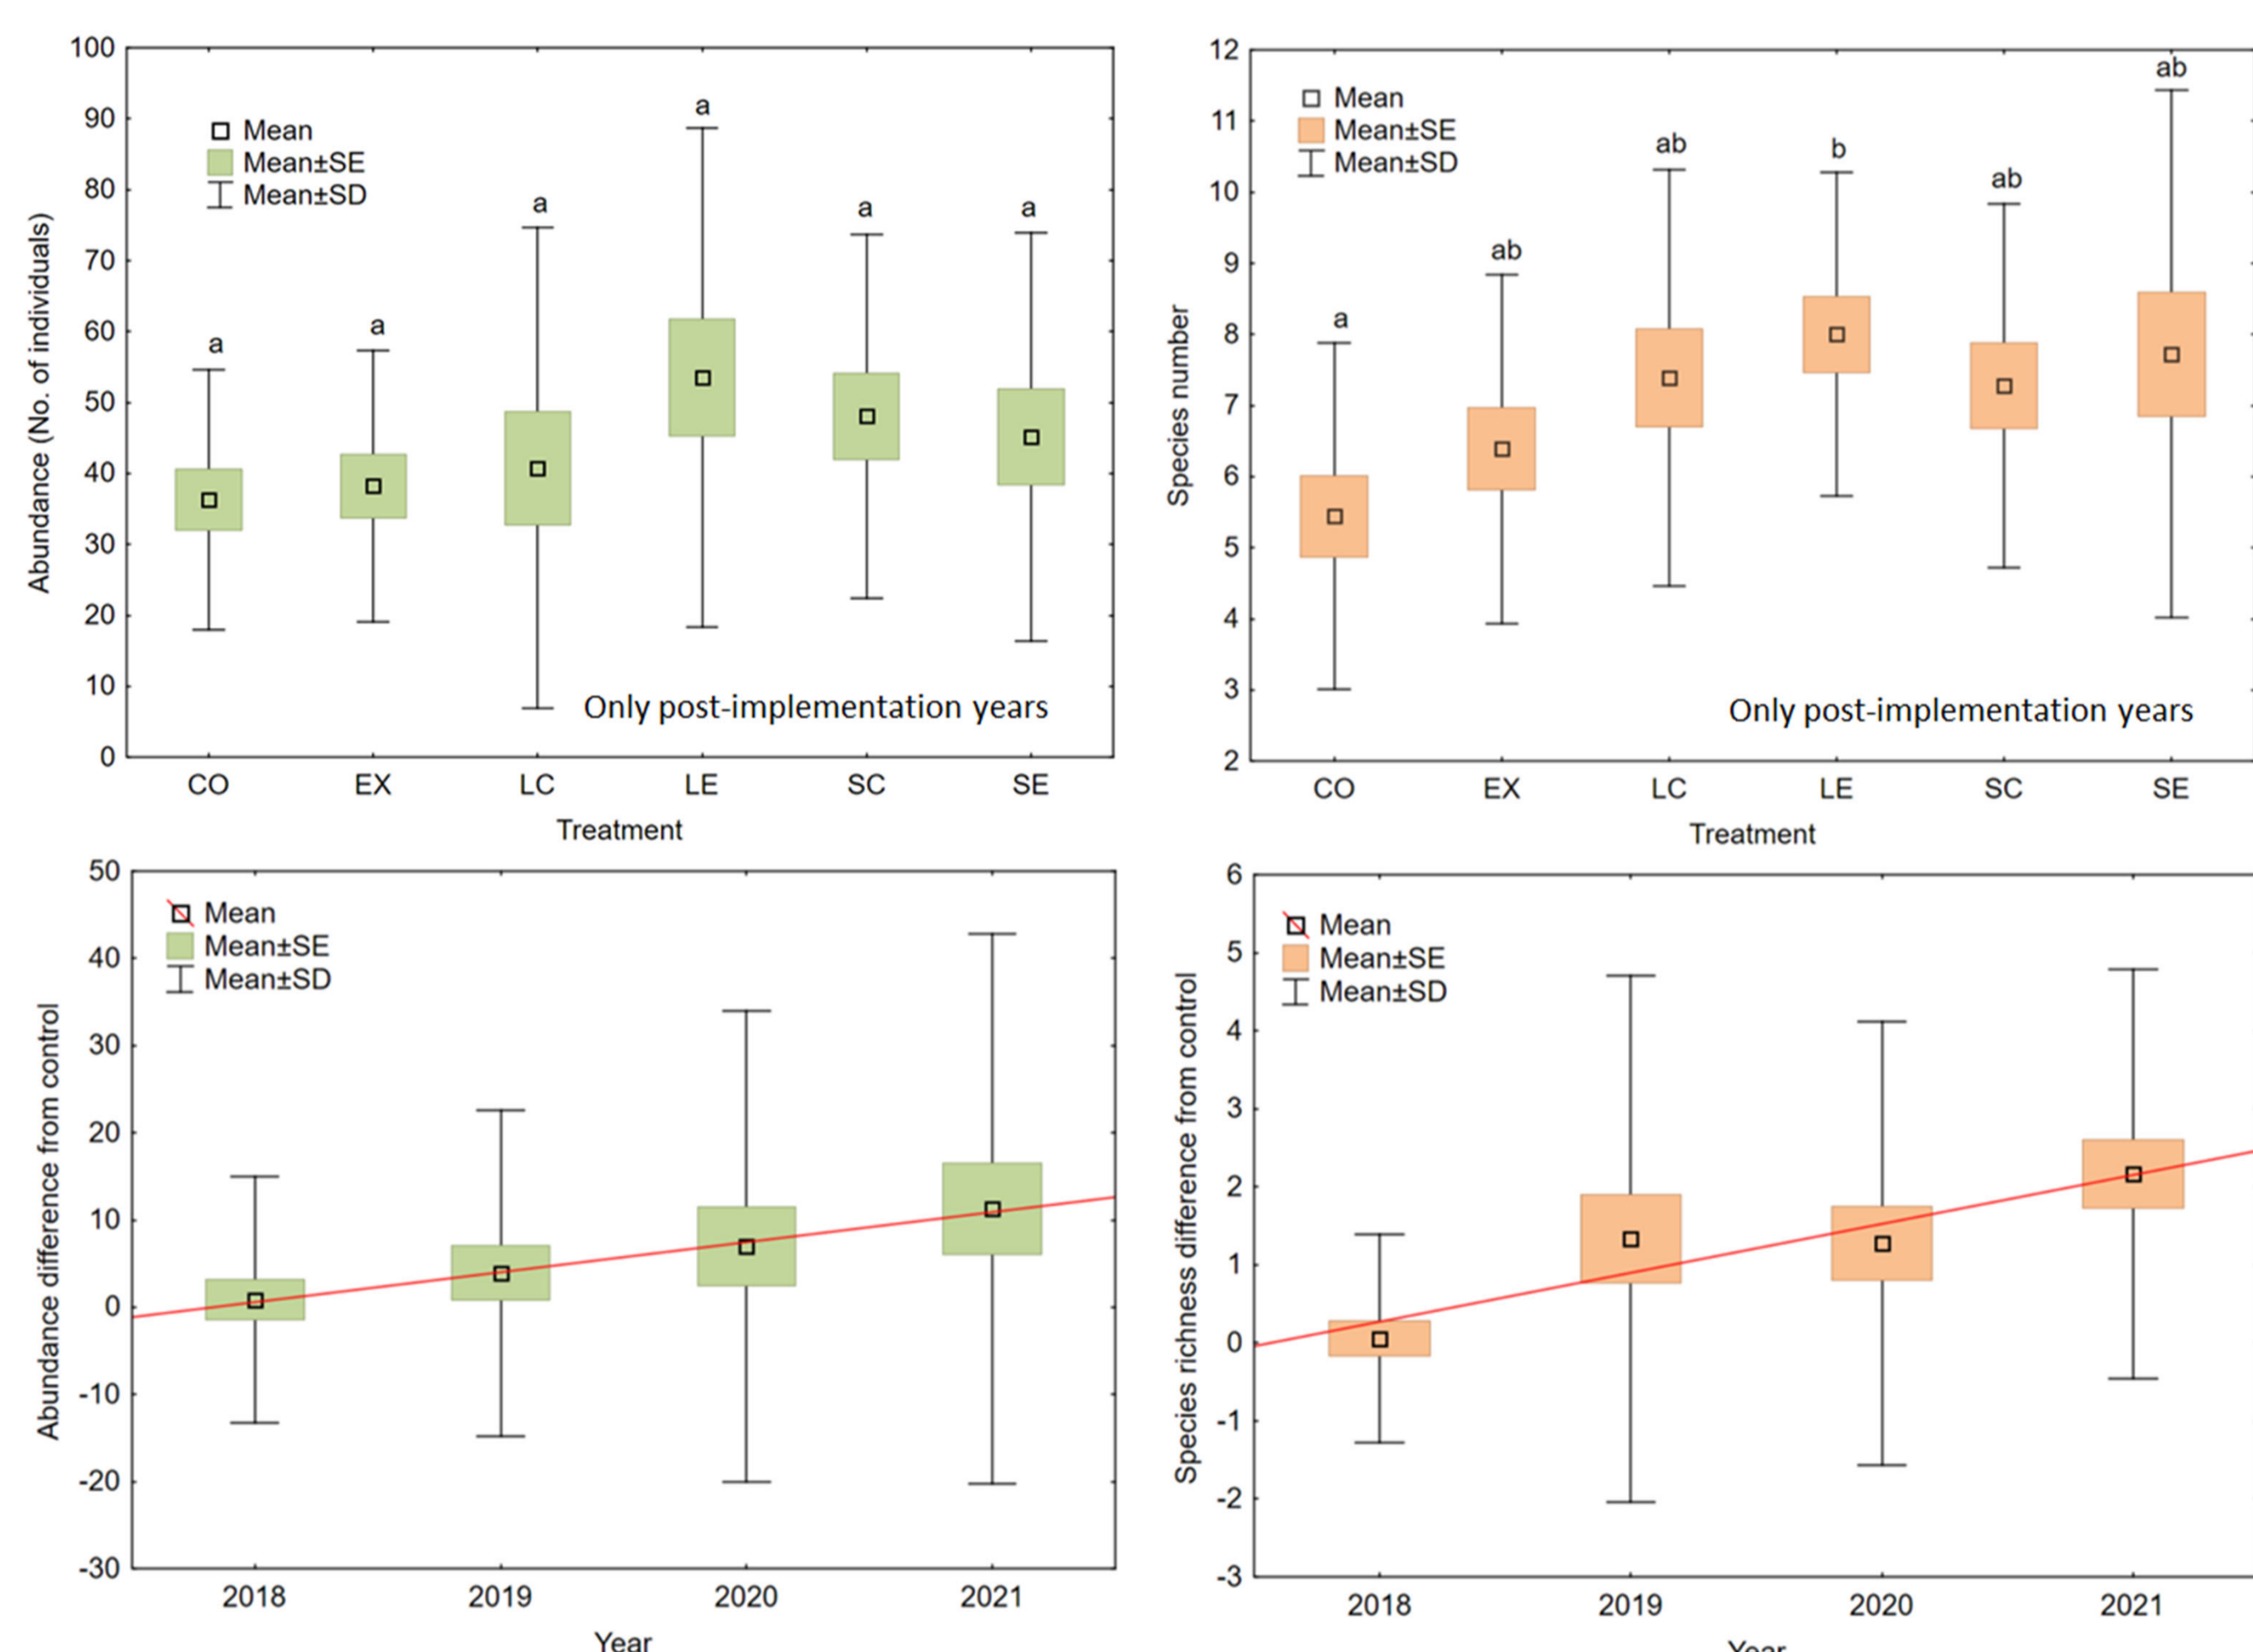 100
90
80
70
60
50
40
30
20
10
0
Abundance (No. of individuals)
Mean
Mean±SE
Mean±SD
a
a
a
a
a
a
Only post-implementation years
CO EX LC LE SC SE
Treatment
12
11
10
9
8
7
6
5
4
3
2
Species number
Mean
Mean±SE
Mean±SD
a
ab
ab
b
ab
ab
Only post-implementation years
CO EX LC LE SC SE
Treatment
50
40
30
20
10
0
-10
-20
-30
Abundance difference from control
Mean
Mean±SE
Mean±SD
2018 2019 2020 2021
Year
6
5
4
3
2
1
0
-1
-2
-3
Species richness difference from control
Mean
Mean±SE
Mean±SD
2018 2019 2020 2021
Year